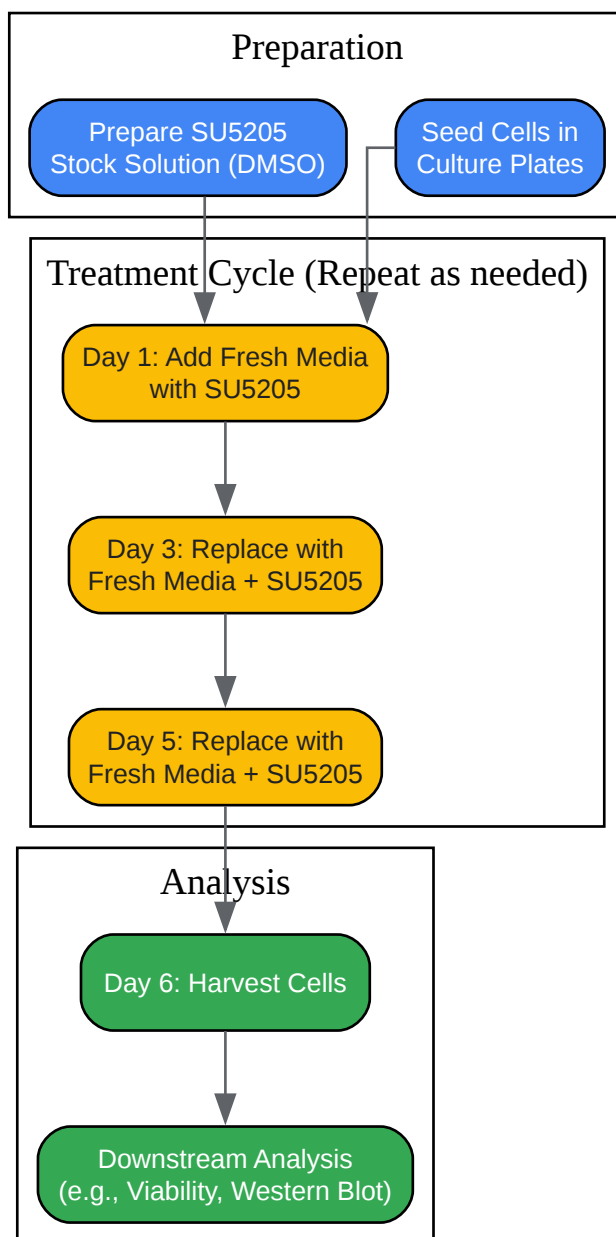 Preparation
Prepare SU5205
Stock Solution (DMSO)
Seed Cells in
Culture Plates
Treatment Cycle (Repeat as needed)
Day 1: Add Fresh Media
with SU5205
Day 3: Replace with
Fresh Media + SU5205
Day 5: Replace with
Fresh Media + SU5205
Analysis
Day 6: Harvest Cells
Downstream Analysis
(e.g., Viability, Western Blot)